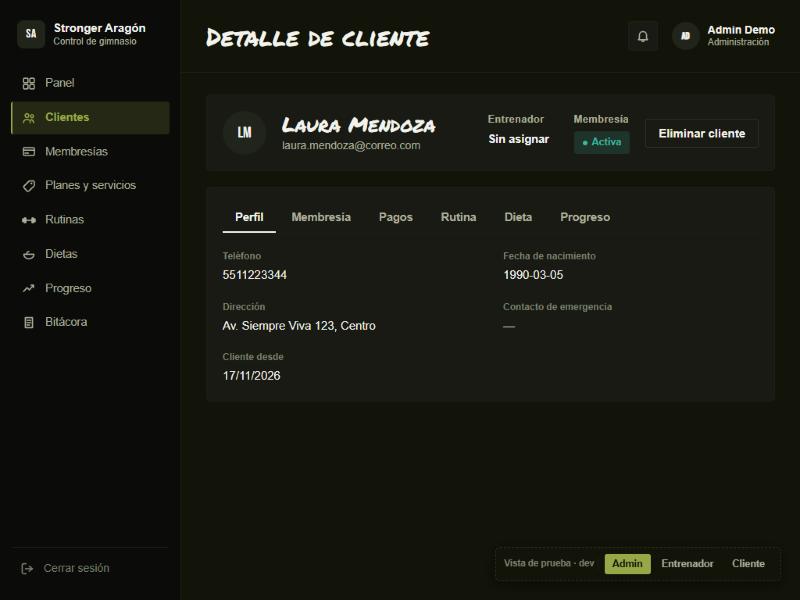 SA
Stronger Aragón
Control de gimnasio
Panel
Clientes
Membresías
Planes y servicios
Rutinas
Dietas
Progreso
Bitácora
Cerrar sesión
Detalle de cliente
AD
Admin Demo
Administración
LM
Laura Mendoza
laura.mendoza@correo.com
Entrenador
Sin asignar
Membresía
Activa
Eliminar cliente
Perfil Membresía Pagos Rutina Dieta Progreso
Teléfono
5511223344
Fecha de nacimiento
1990-03-05
Dirección
Av. Siempre Viva 123, Centro
Contacto de emergencia
—
Cliente desde
17/11/2026
Vista de prueba · dev Admin Entrenador Cliente